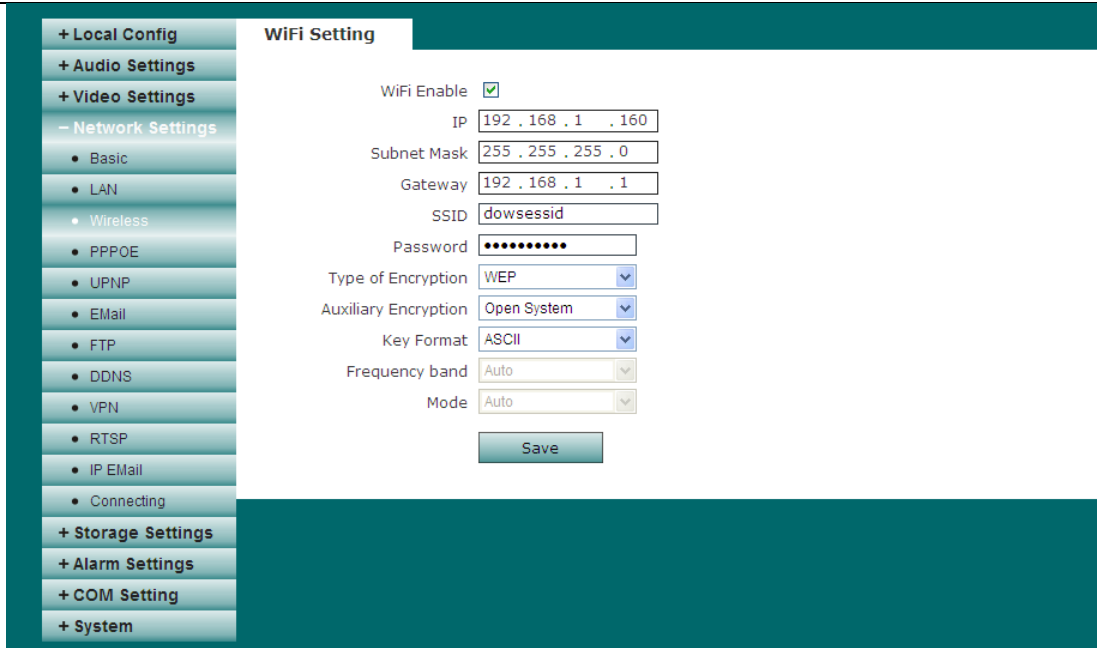 + Local Config
+ Audio Settings
+ Video Settings
− Network Settings
• Basic
• LAN
• Wireless
• PPPOE
• UPNP
• EMail
• FTP
• DDNS
• VPN
• RTSP
• IP EMail
• Connecting
+ Storage Settings
+ Alarm Settings
+ COM Setting
+ System
WiFi Setting
WiFi Enable
IP 192 . 168 . 1 . 160
Subnet Mask 255 . 255 . 255 . 0
Gateway 192 . 168 . 1 . 1
SSID dowsessid
Password ••••••••••
Type of Encryption WEP
Auxiliary Encryption Open System
Key Format ASCII
Frequency band Auto
Mode Auto
Save